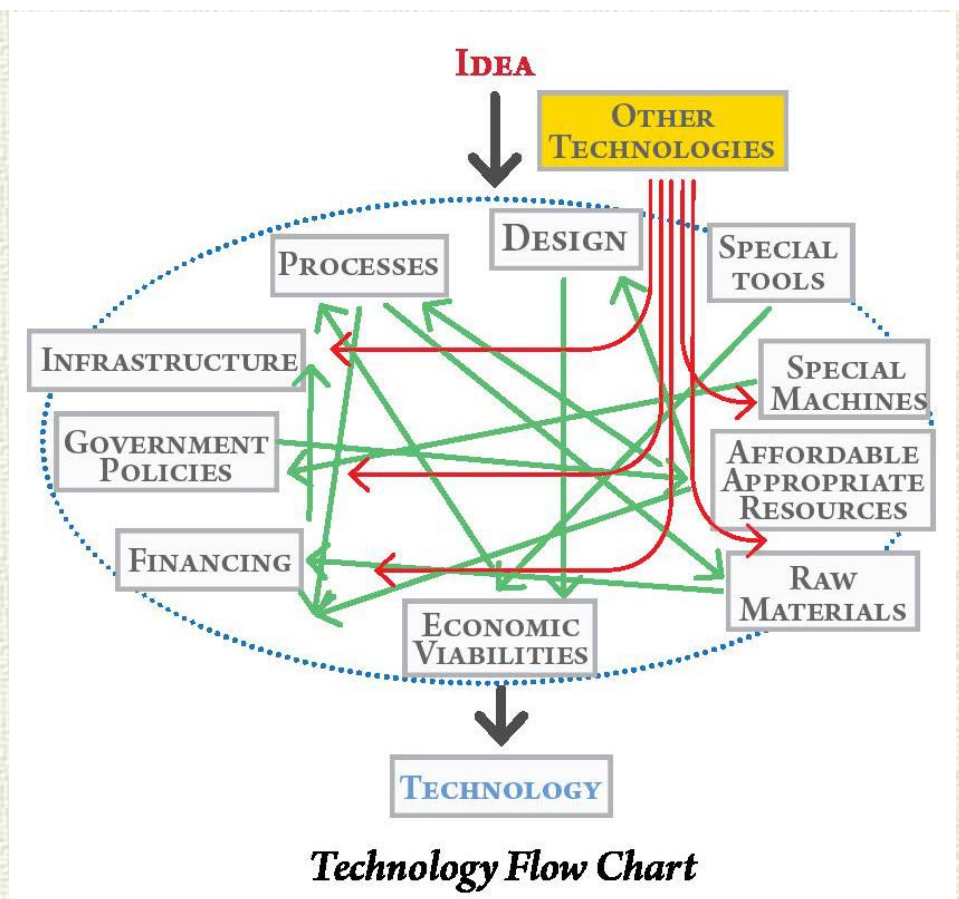 IDEA
OTHER
TECHNOLOGIES
DESIGN
PROCESSES
SPECIAL
TOOLS
INFRASTRUCTURE
SPECIAL
MACHINES
GOVERNMENT
POLICIES
AFFORDABLE
APPROPRIATE
RESOURCES
FINANCING
RAW
MATERIALS
ECONOMIC
VIABILITIES
TECHNOLOGY
Technology Flow Chart